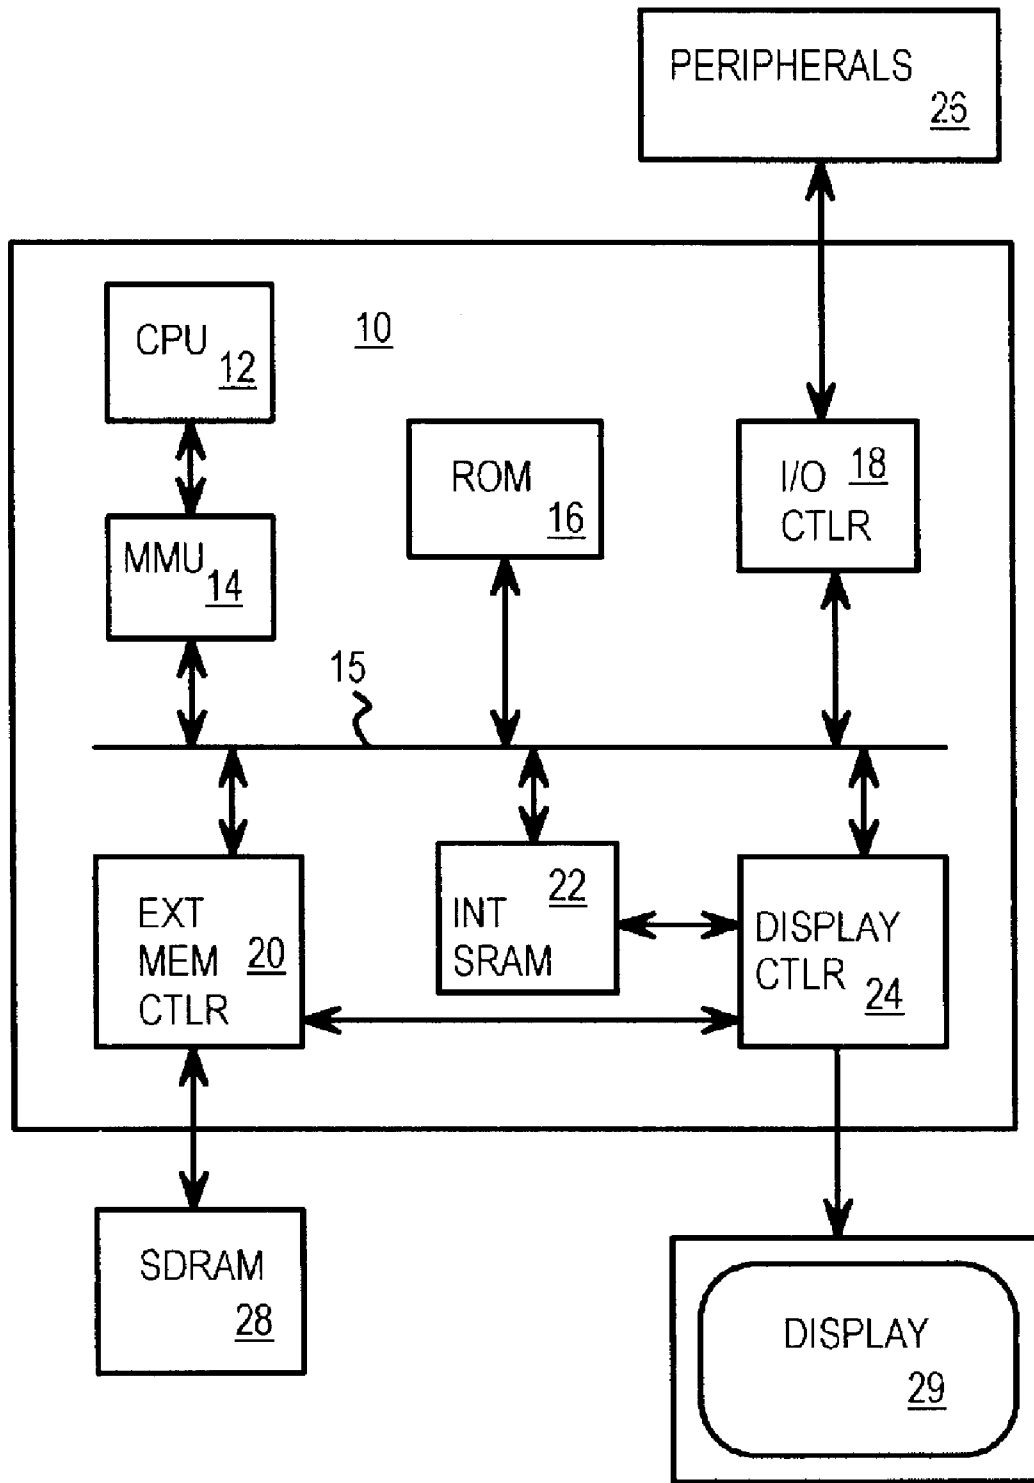 PERIPHERALS
26
CPU
12
10
ROM
16
I/O 18
CTLR
MMU
14
15
EXT
MEM 20
CTLR
22
INT
SRAM
DISPLAY
CTLR
24
SDRAM
28
DISPLAY
29